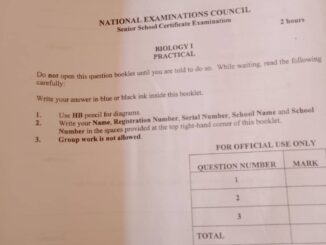 NATIONAL EXAMINATIONS COUNCIL
Senior School Certificate Examination
2 hours
BIOLOGY I
PRACTICAL
Do not open this question booklet until you are told to do so. While waiting, read the following
carefully:
Write your answer in blue or black ink inside this booklet.
1. Use HB pencil for diagrams.
2. Write your Name, Registration Number, Serial Number, School Name and School
Number in the spaces provided at the top right-hand corner of this booklet.
3. Group work is not allowed.
FOR OFFICIAL USE ONLY
QUESTION NUMBER MARK
1
2
3
TOTAL